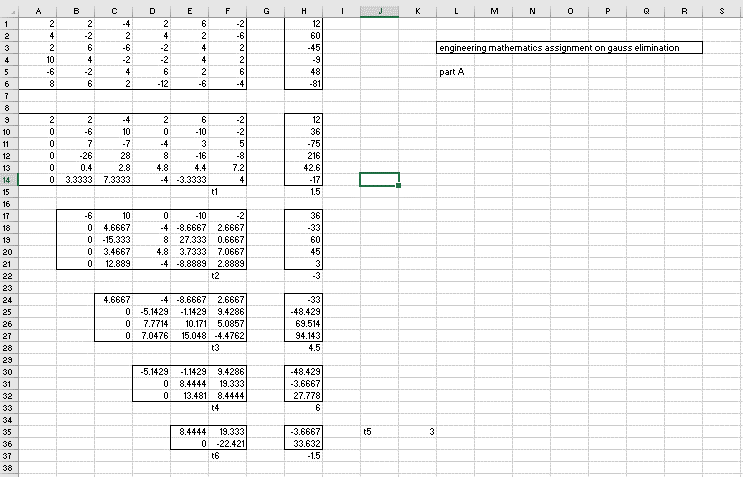 A B C D E F G H I J K L M N O P Q R S
1 2 2 -4 2 6 -2 12
2 4 -2 2 4 2 -6 60
3 2 6 -6 -2 4 2 -45 engineering mathematics assignment on gauss elimination
4 10 4 -2 -2 4 2 -9
5 -6 -2 4 6 2 6 48 part A
6 8 6 2 -12 -6 -4 -81
7
8
9 2 2 -4 2 6 -2 12
10 0 -6 10 0 -10 -2 36
11 0 7 -7 -4 3 5 -75
12 0 -26 28 8 -16 -8 216
13 0 0.4 2.8 4.8 4.4 7.2 42.6
14 0 3.3333 7.3333 -4 -3.3333 4 -17
15 t1 1.5
16
17 -6 10 0 -10 -2 36
18 0 4.6667 -4 -8.6667 2.6667 -33
19 0 -15.333 8 27.333 0.6667 60
20 0 3.4667 4.8 3.7333 7.0667 45
21 0 12.889 -4 -8.8889 2.8889 3
22 t2 -3
23
24 4.6667 -4 -8.6667 2.6667 -33
25 0 -5.1429 -1.1429 9.4286 -48.429
26 0 7.7714 10.171 5.0857 69.514
27 0 7.0476 15.048 -4.4762 94.143
28 t3 4.5
29
30 -5.1429 -1.1429 9.4286 -48.429
31 0 8.4444 19.333 -3.6667
32 0 13.481 8.4444 27.778
33 t4 6
34
35 8.4444 19.333 -3.6667 t5 3
36 0 -22.421 33.632
37 t6 -1.5
38